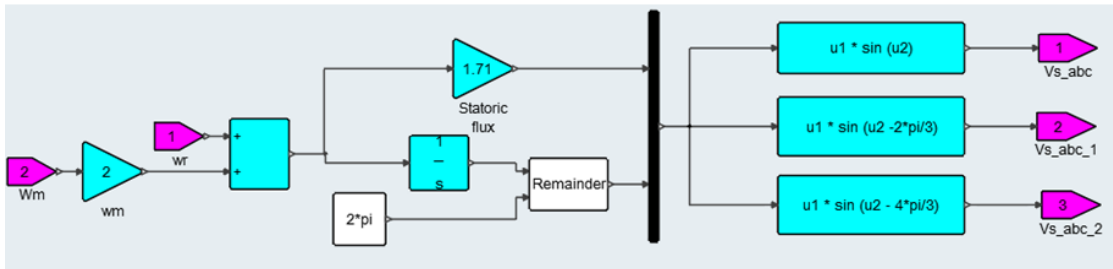 1.71
Statoric
flux
1
wr
+
+
2
Wm
2
wm
1
s
2*pi
Remainder
u1 * sin (u2)
1
Vs_abc
u1 * sin (u2 -2*pi/3)
2
Vs_abc_1
u1 * sin (u2 - 4*pi/3)
3
Vs_abc_2